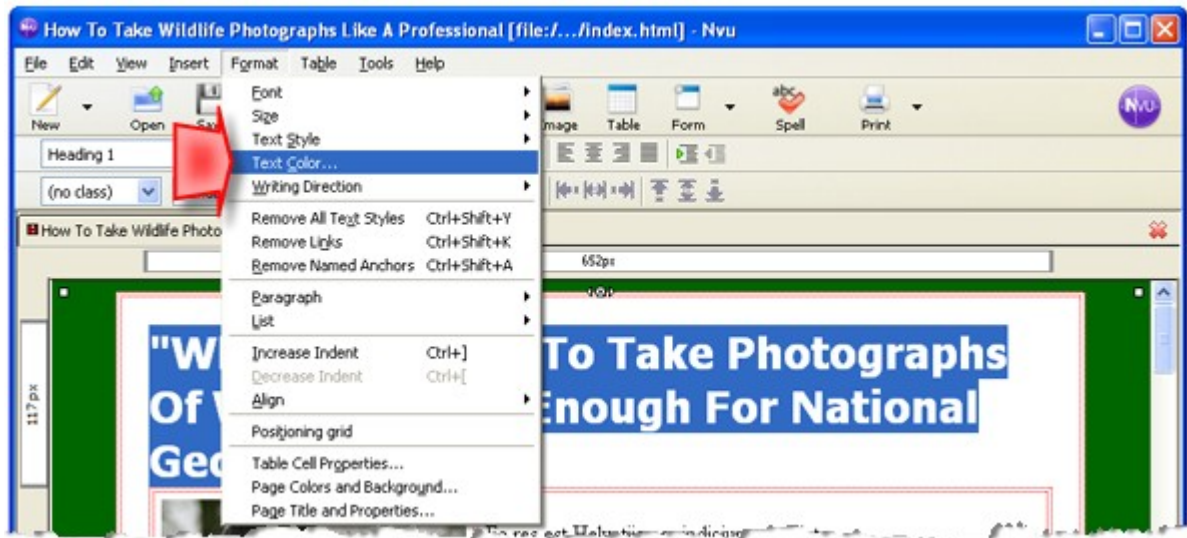 How To Take Wildlife Photographs Like A Professional [file:/.../index.html] - Nvu
File Edit View Insert Format Table Tools Help
New Open Image Table Form Spell Print
Nvu
Font
Size
Text Style
Heading 1
Text Color...
(no class)
Writing Direction
Remove All Text Styles Ctrl+Shift+Y
How To Take Wildlife Photo
Remove Links Ctrl+Shift+K
Remove Named Anchors Ctrl+Shift+A
652px
Paragraph
List
"W To Take Photographs
Increase Indent Ctrl+]
Decrease Indent Ctrl+[
117px
Of Enough For National
Align
Positioning grid
Geo
Table Cell Properties...
Page Colors and Background...
Page Title and Properties...
res est